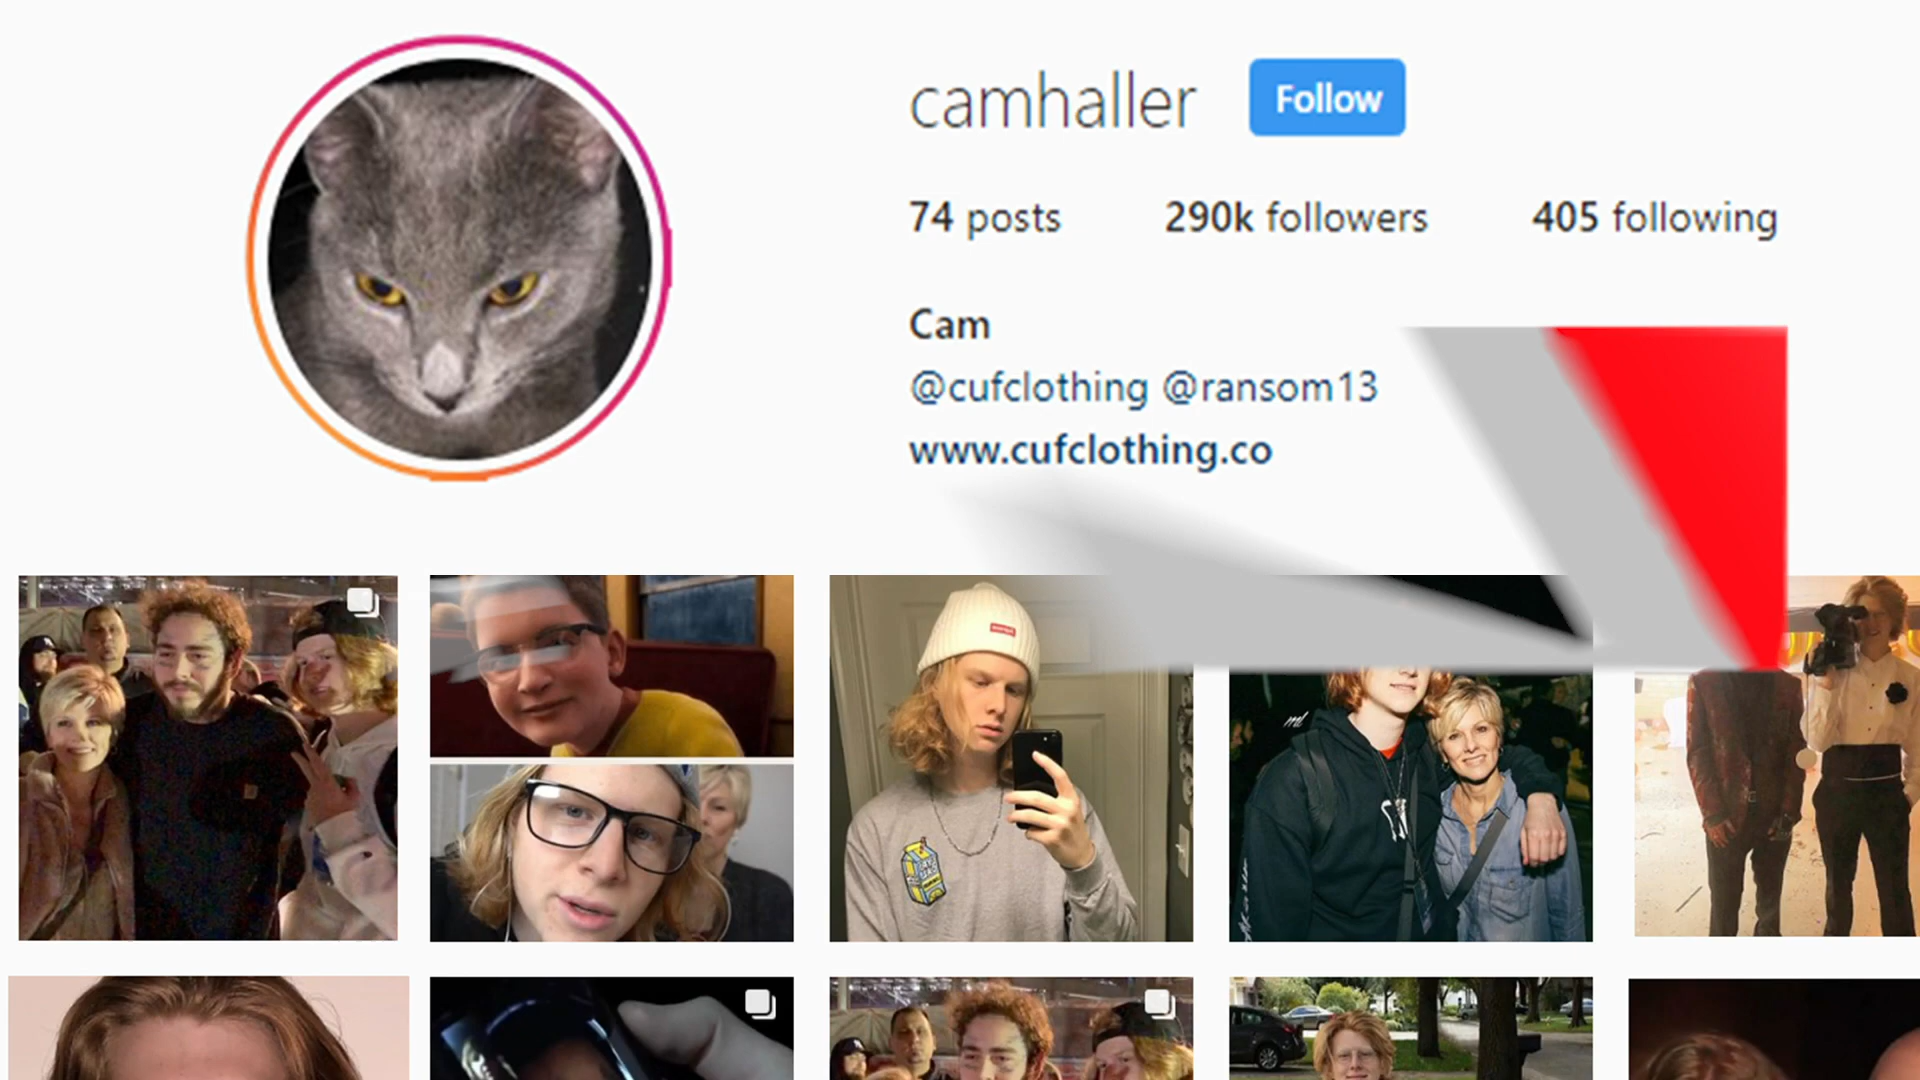 camhaller Follow
74 posts 290k followers 405 following
Cam
@cufclothing @ransom13
www.cufclothing.co